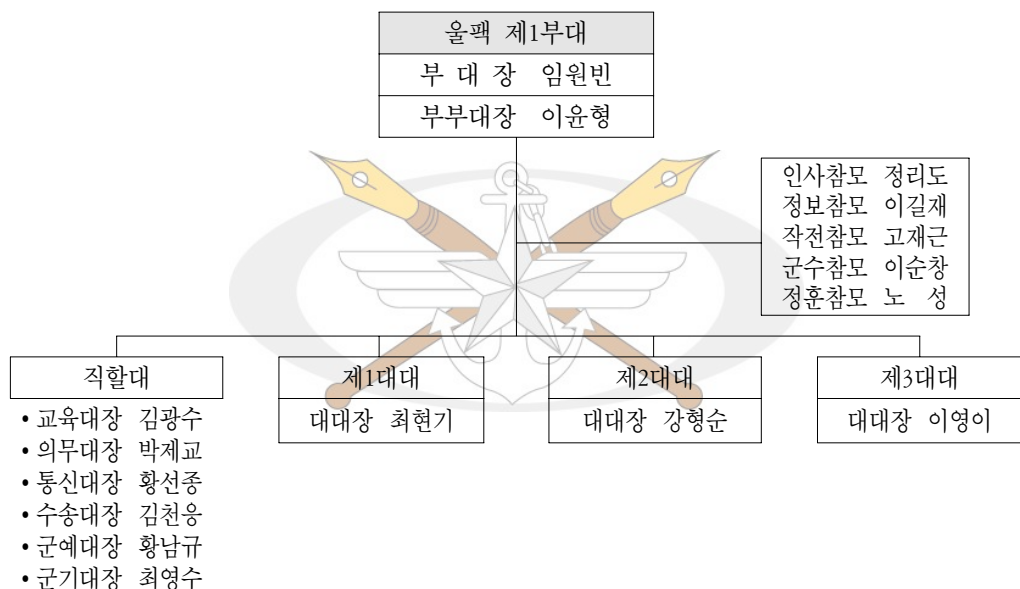 울팩 제1부대
부 대 장 임원빈
부부대장 이윤형
인사참모 정리도
정보참모 이길재
작전참모 고재근
군수참모 이순창
정훈참모 노 성
직할대
• 교육대장 김광수
• 의무대장 박제교
• 통신대장 황선종
• 수송대장 김천응
• 군예대장 황남규
• 군기대장 최영수
제1대대
대대장 최현기
제2대대
대대장 강형순
제3대대
대대장 이영이